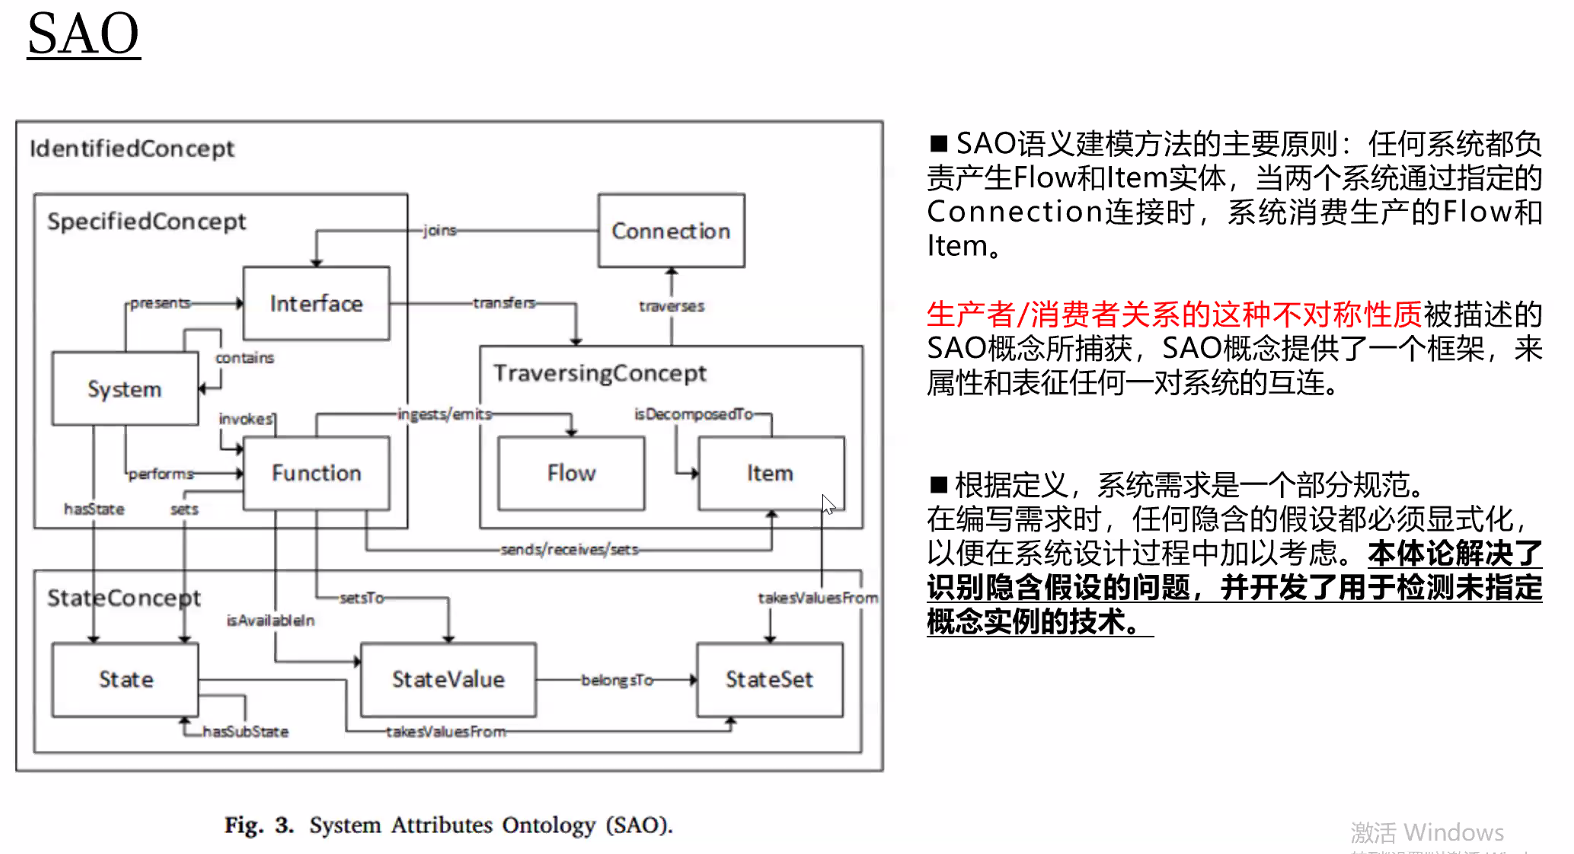 SAO
IdentifiedConcept
SpecifiedConcept
joins
Connection
presents
Interface
transfers
traverses
contains
System
TraversingConcept
invokes
ingests/emits
isDecomposedTo
performs
Function
Flow
Item
hasState
sets
sends/receives/sets
StateConcept
setsTo
takesValuesFrom
isAvailableIn
State
StateValue
belongsTo
StateSet
hasSubState
takesValuesFrom
Fig. 3. System Attributes Ontology (SAO).
■ SAO语义建模方法的主要原则：任何系统都负
责产生Flow和Item实体，当两个系统通过指定的
Connection连接时，系统消费生产的Flow和
Item。
生产者/消费者关系的这种不对称性质被描述的
SAO概念所捕获，SAO概念提供了一个框架，来
属性和表征任何一对系统的互连。
■ 根据定义，系统需求是一个部分规范。
在编写需求时，任何隐含的假设都必须显式化，
以便在系统设计过程中加以考虑。本体论解决了
识别隐含假设的问题，并开发了用于检测未指定
概念实例的技术。
激活 Windows